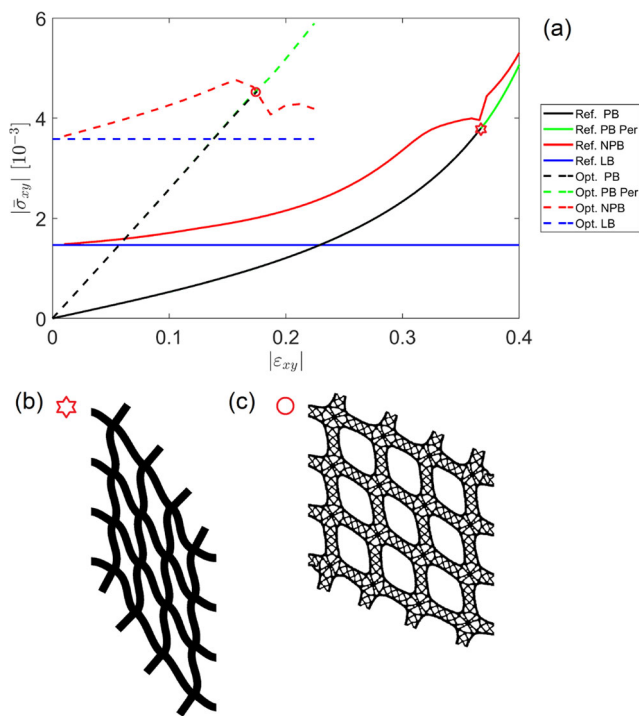 (a)
6
4
2
0
|σ̄xy| [10⁻³]
0
0.1
0.2
0.3
0.4
|εxy|
Ref. PB
Ref. PB Per
Ref. NPB
Ref. LB
Opt. PB
Opt. PB Per
Opt. NPB
Opt. LB
(b)
(c)